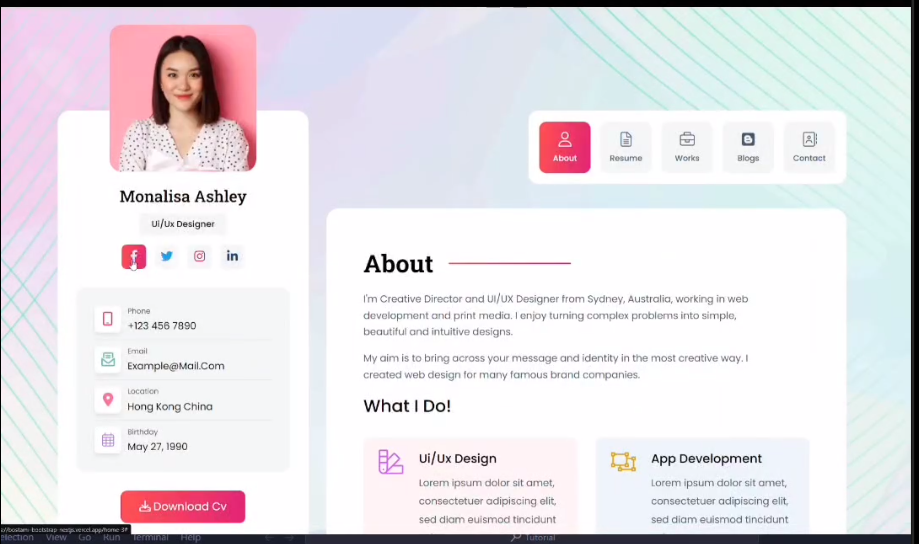 Monalisa Ashley
Ui/Ux Designer
f
in
Phone
+123 456 7890
Email
Example@Mail.Com
Location
Hong Kong China
Birthday
May 27, 1990
Download Cv
About
Resume
Works
Blogs
Contact
About
I'm Creative Director and UI/UX Designer from Sydney, Australia, working in web
development and print media. I enjoy turning complex problems into simple,
beautiful and intuitive designs.
My aim is to bring across your message and identity in the most creative way. I
created web design for many famous brand companies.
What I Do!
Ui/Ux Design
Lorem ipsum dolor sit amet,
consectetuer adipiscing elit,
sed diam euismod tincidunt
App Development
Lorem ipsum dolor sit amet,
consectetuer adipiscing elit,
sed diam euismod tincidunt
election View Go Run Terminal Help
Tutorial